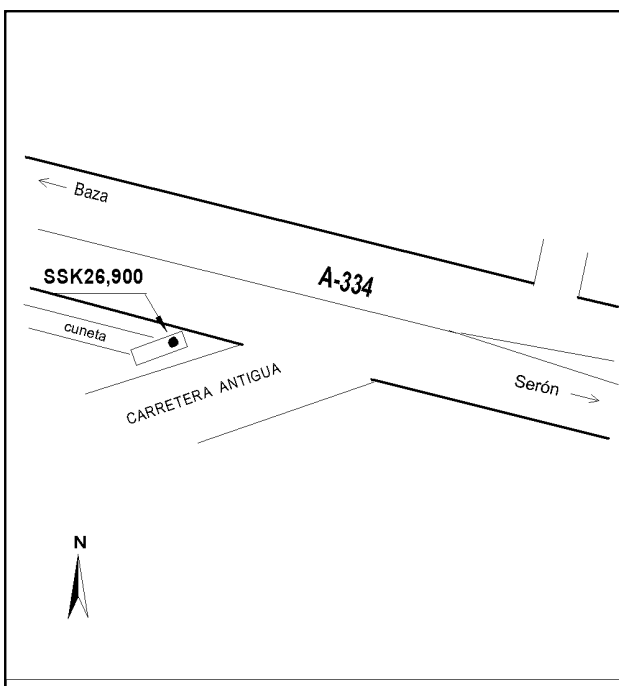 Baza
A-334
SSK26,900
cuneta
Serón
CARRETERA ANTIGUA
N